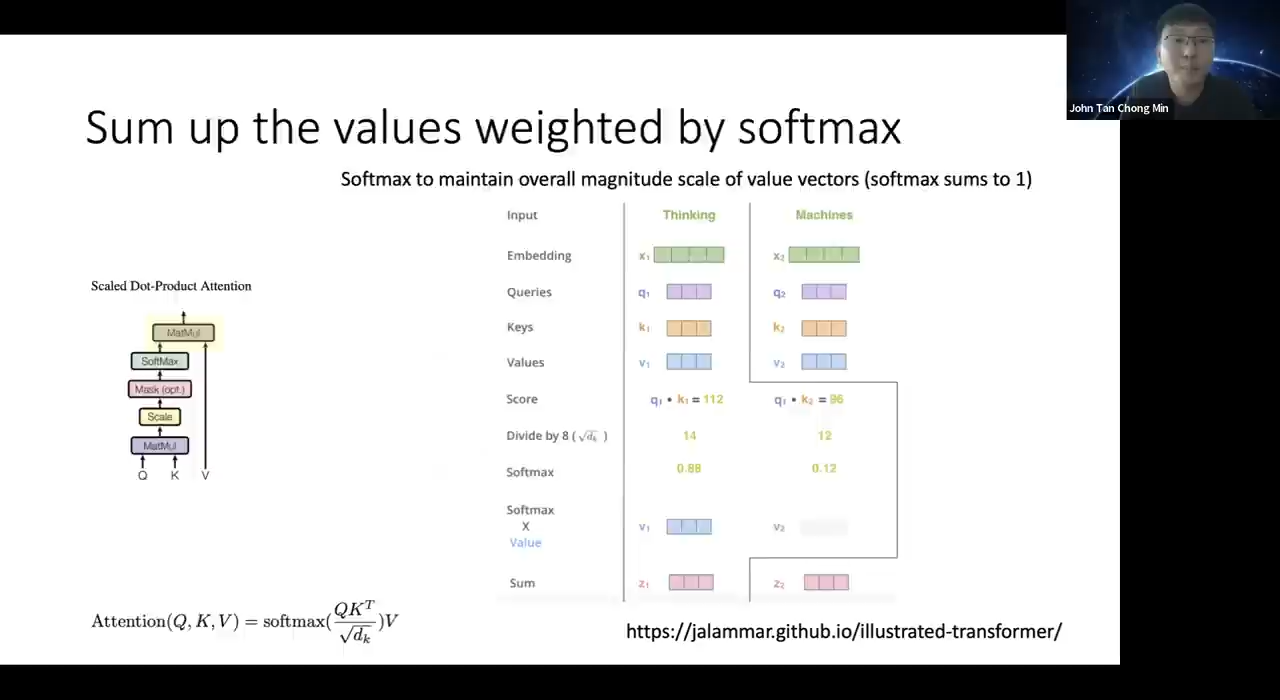 John Tan Chong Min
Sum up the values weighted by softmax
Softmax to maintain overall magnitude scale of value vectors (softmax sums to 1)
Input Thinking Machines
Embedding x₁ x₂
Queries q₁ q₂
Keys k₁ k₂
Values v₁ v₂
Score q₁ • k₁ = 112 q₁ • k₂ = 96
Divide by 8 ( √dₖ ) 14 12
Softmax 0.88 0.12
Softmax
X
Value
v₁ v₂
Sum z₁ z₂
Scaled Dot-Product Attention
MatMul
SoftMax
Mask (opt.)
Scale
MatMul
Q K V
Attention(Q, K, V) = softmax(QKᵀ/√dₖ)V
https://jalammar.github.io/illustrated-transformer/